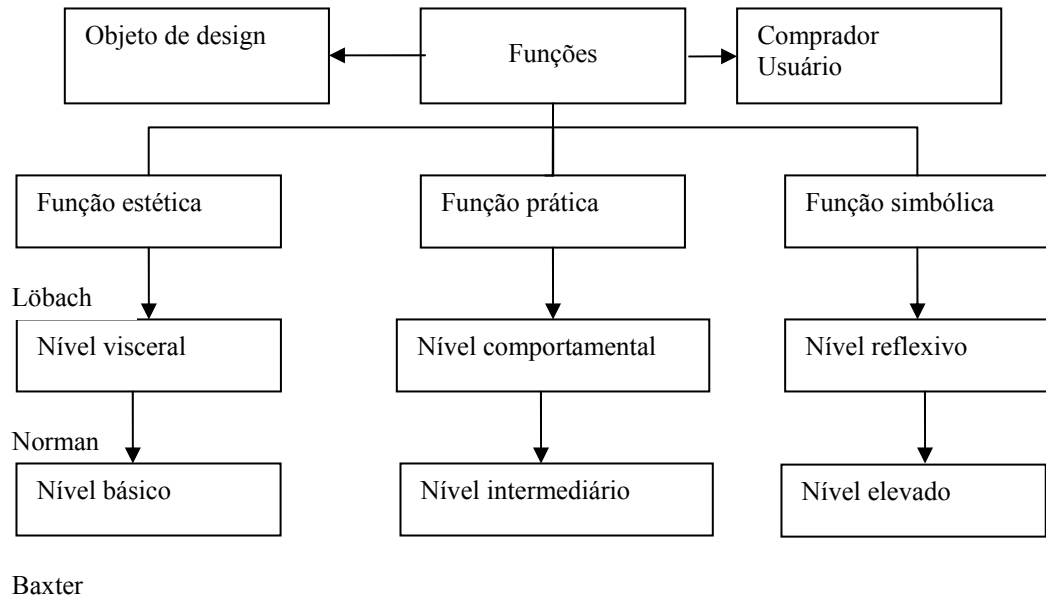 Objeto de design
Funções
Comprador
Usuário
Função estética
Função prática
Função simbólica
Löbach
Nível visceral
Nível comportamental
Nível reflexivo
Norman
Nível básico
Nível intermediário
Nível elevado
Baxter